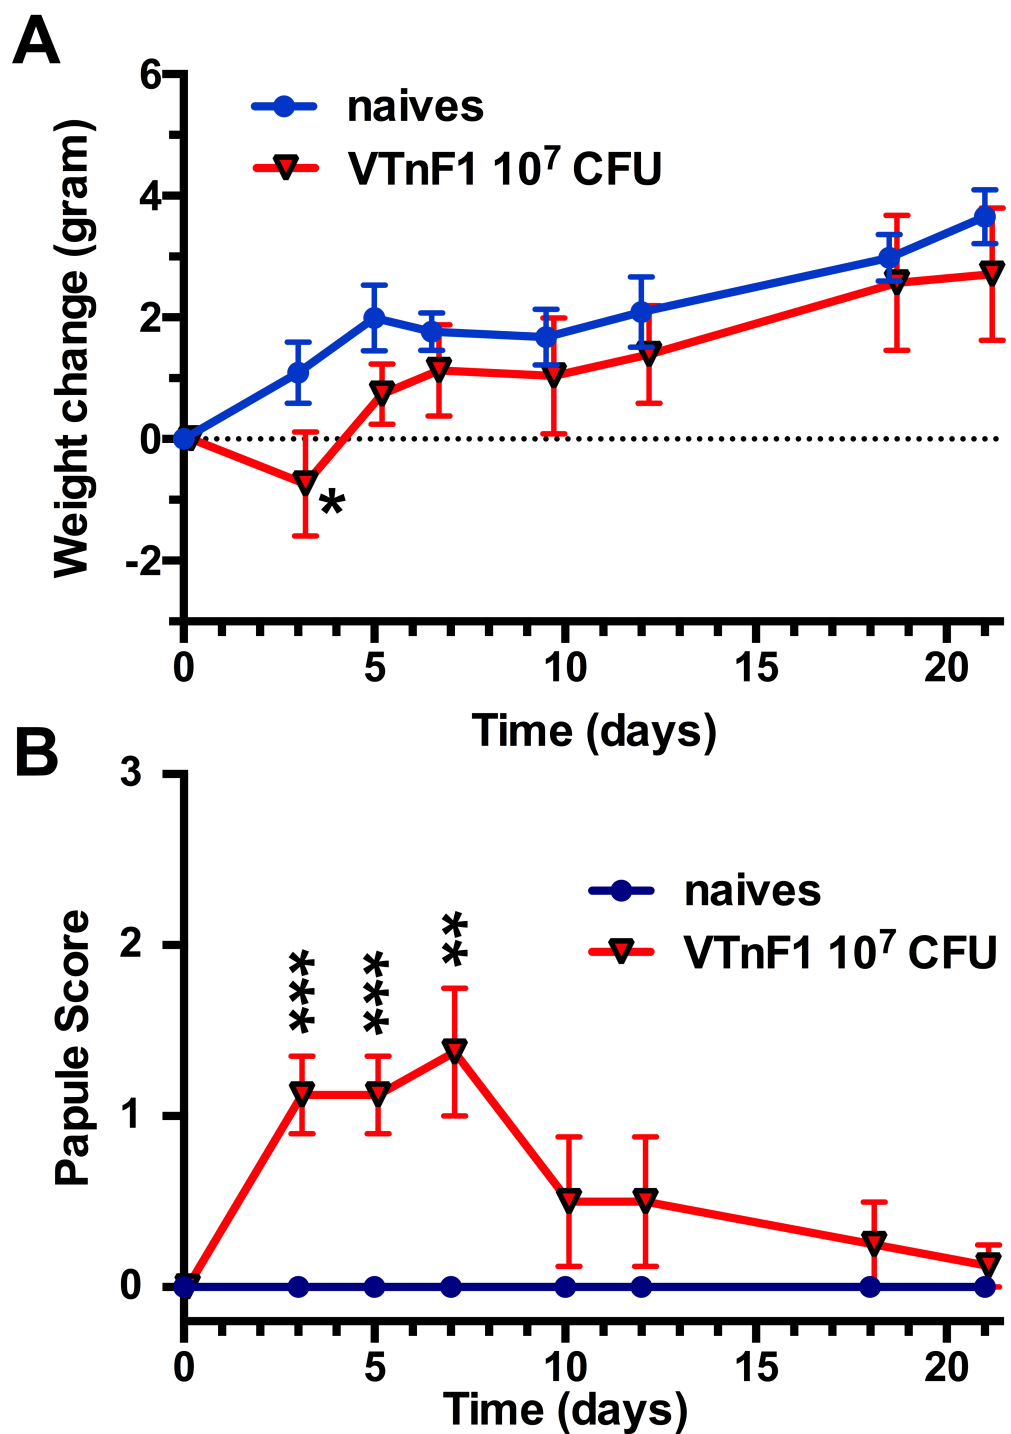 A
6
4
2
0
-2
Weight change (gram)
naives
VTnF1 10⁷ CFU
*
0 5 10 15 20
Time (days)
B
3
2
1
0
Papule Score
naives
VTnF1 10⁷ CFU
*** *** **
0 5 10 15 20
Time (days)